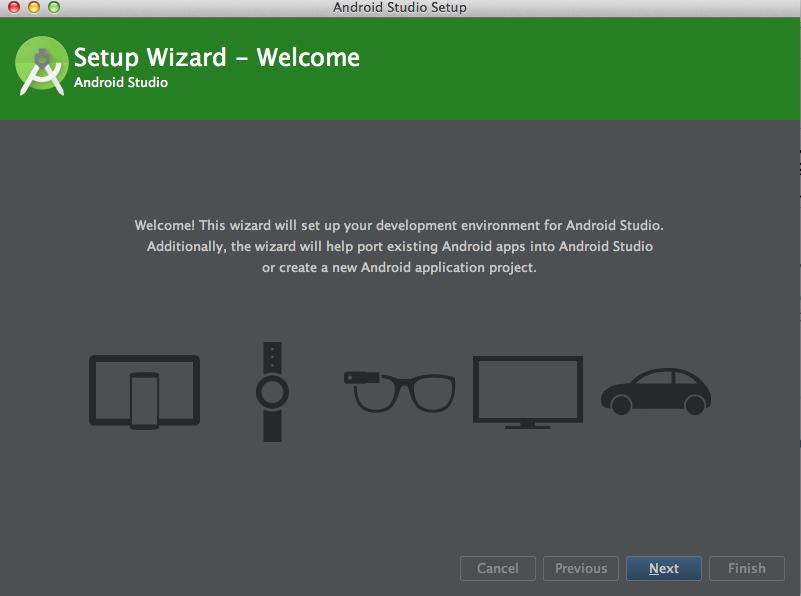 Android Studio Setup
Setup Wizard – Welcome
Android Studio
Welcome! This wizard will set up your development environment for Android Studio.
Additionally, the wizard will help port existing Android apps into Android Studio
or create a new Android application project.
Cancel
Previous
Next
Finish